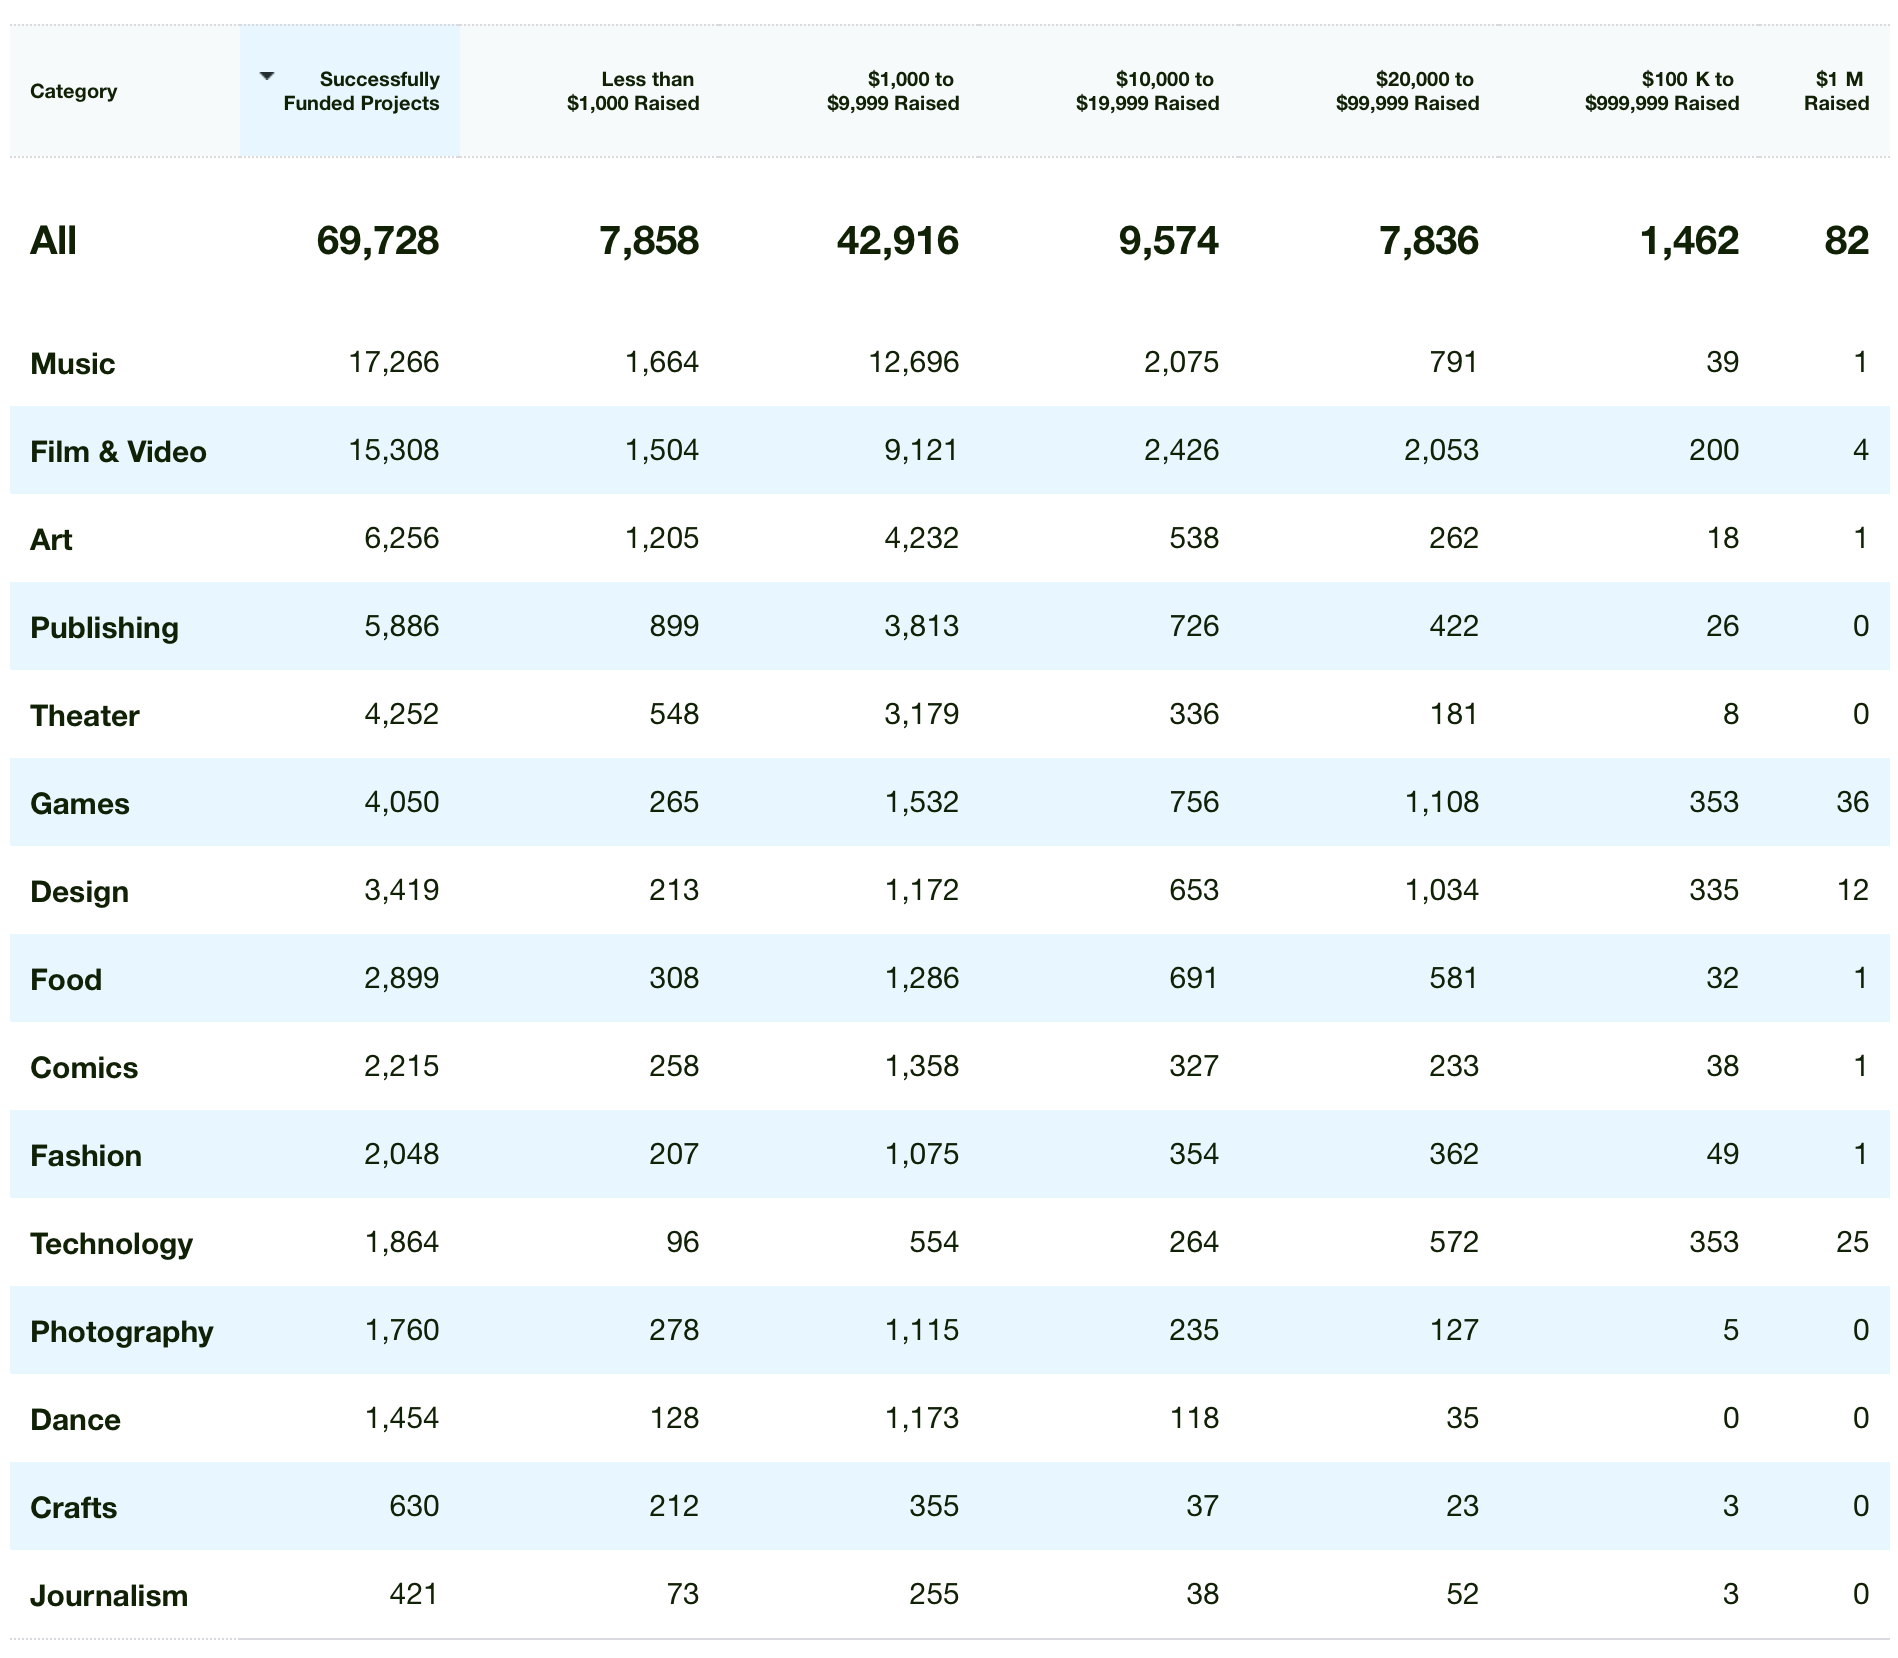 Category Successfully Funded Projects Less than $1,000 Raised $1,000 to $9,999 Raised $10,000 to $19,999 Raised $20,000 to $99,999 Raised $100 K to $999,999 Raised $1 M Raised
All 69,728 7,858 42,916 9,574 7,836 1,462 82
Music 17,266 1,664 12,696 2,075 791 39 1
Film & Video 15,308 1,504 9,121 2,426 2,053 200 4
Art 6,256 1,205 4,232 538 262 18 1
Publishing 5,886 899 3,813 726 422 26 0
Theater 4,252 548 3,179 336 181 8 0
Games 4,050 265 1,532 756 1,108 353 36
Design 3,419 213 1,172 653 1,034 335 12
Food 2,899 308 1,286 691 581 32 1
Comics 2,215 258 1,358 327 233 38 1
Fashion 2,048 207 1,075 354 362 49 1
Technology 1,864 96 554 264 572 353 25
Photography 1,760 278 1,115 235 127 5 0
Dance 1,454 128 1,173 118 35 0 0
Crafts 630 212 355 37 23 3 0
Journalism 421 73 255 38 52 3 0